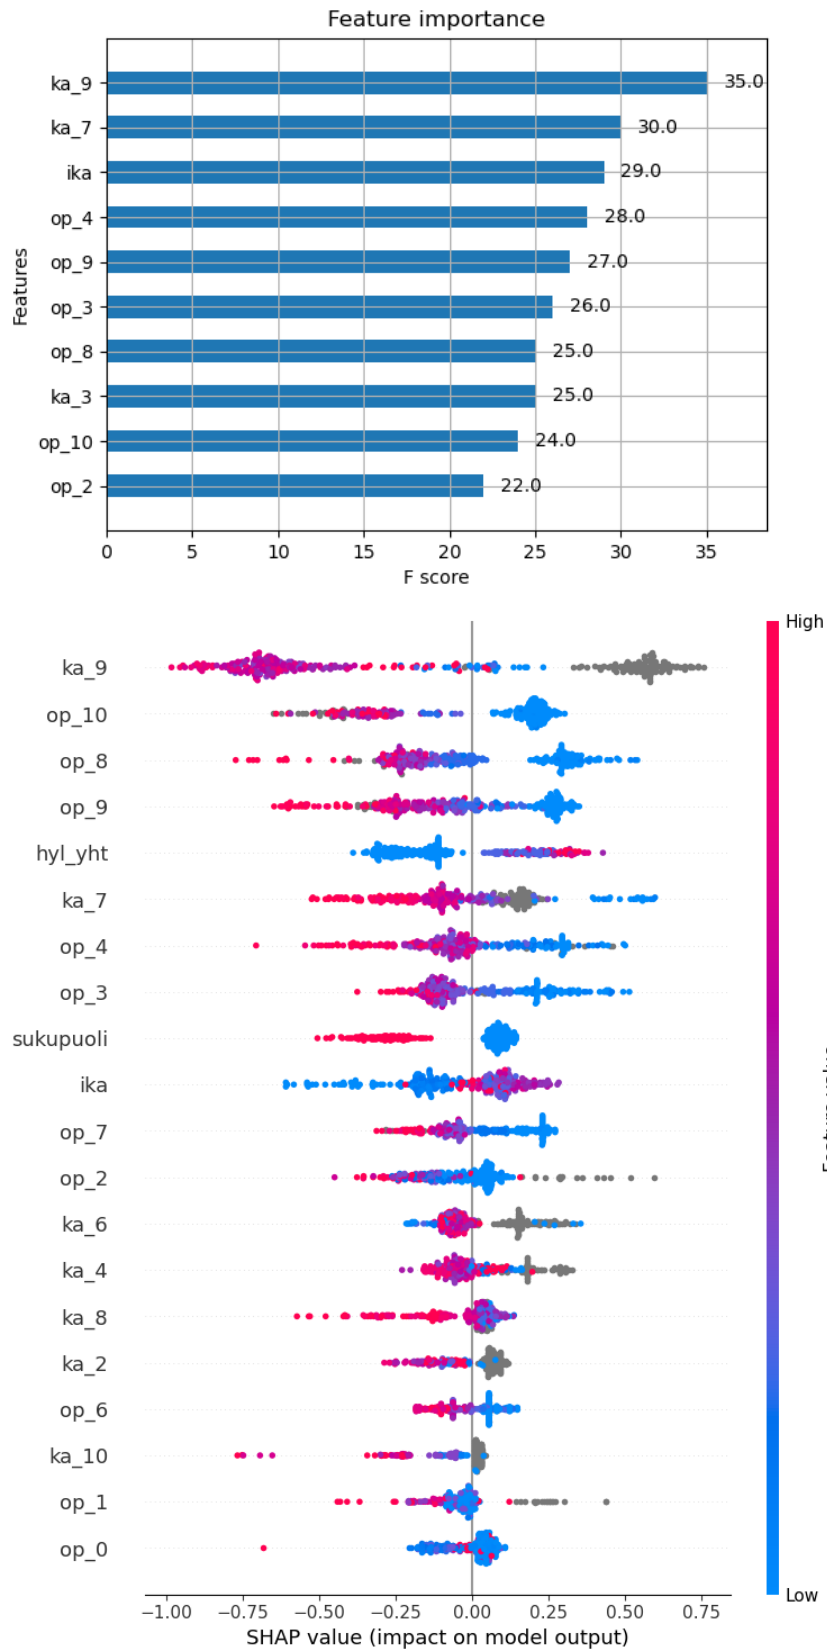 Feature importance
Features
ka_9 35.0
ka_7 30.0
ika 29.0
op_4 28.0
op_9 27.0
op_3 26.0
op_8 25.0
ka_3 25.0
op_10 24.0
op_2 22.0
0 5 10 15 20 25 30 35
F score
High
ka_9
op_10
op_8
op_9
hyl_yht
ka_7
op_4
op_3
sukupuoli
ika
op_7
op_2
ka_6
ka_4
ka_8
ka_2
op_6
ka_10
op_1
op_0
Low
−1.00 −0.75 −0.50 −0.25 0.00 0.25 0.50 0.75
SHAP value (impact on model output)